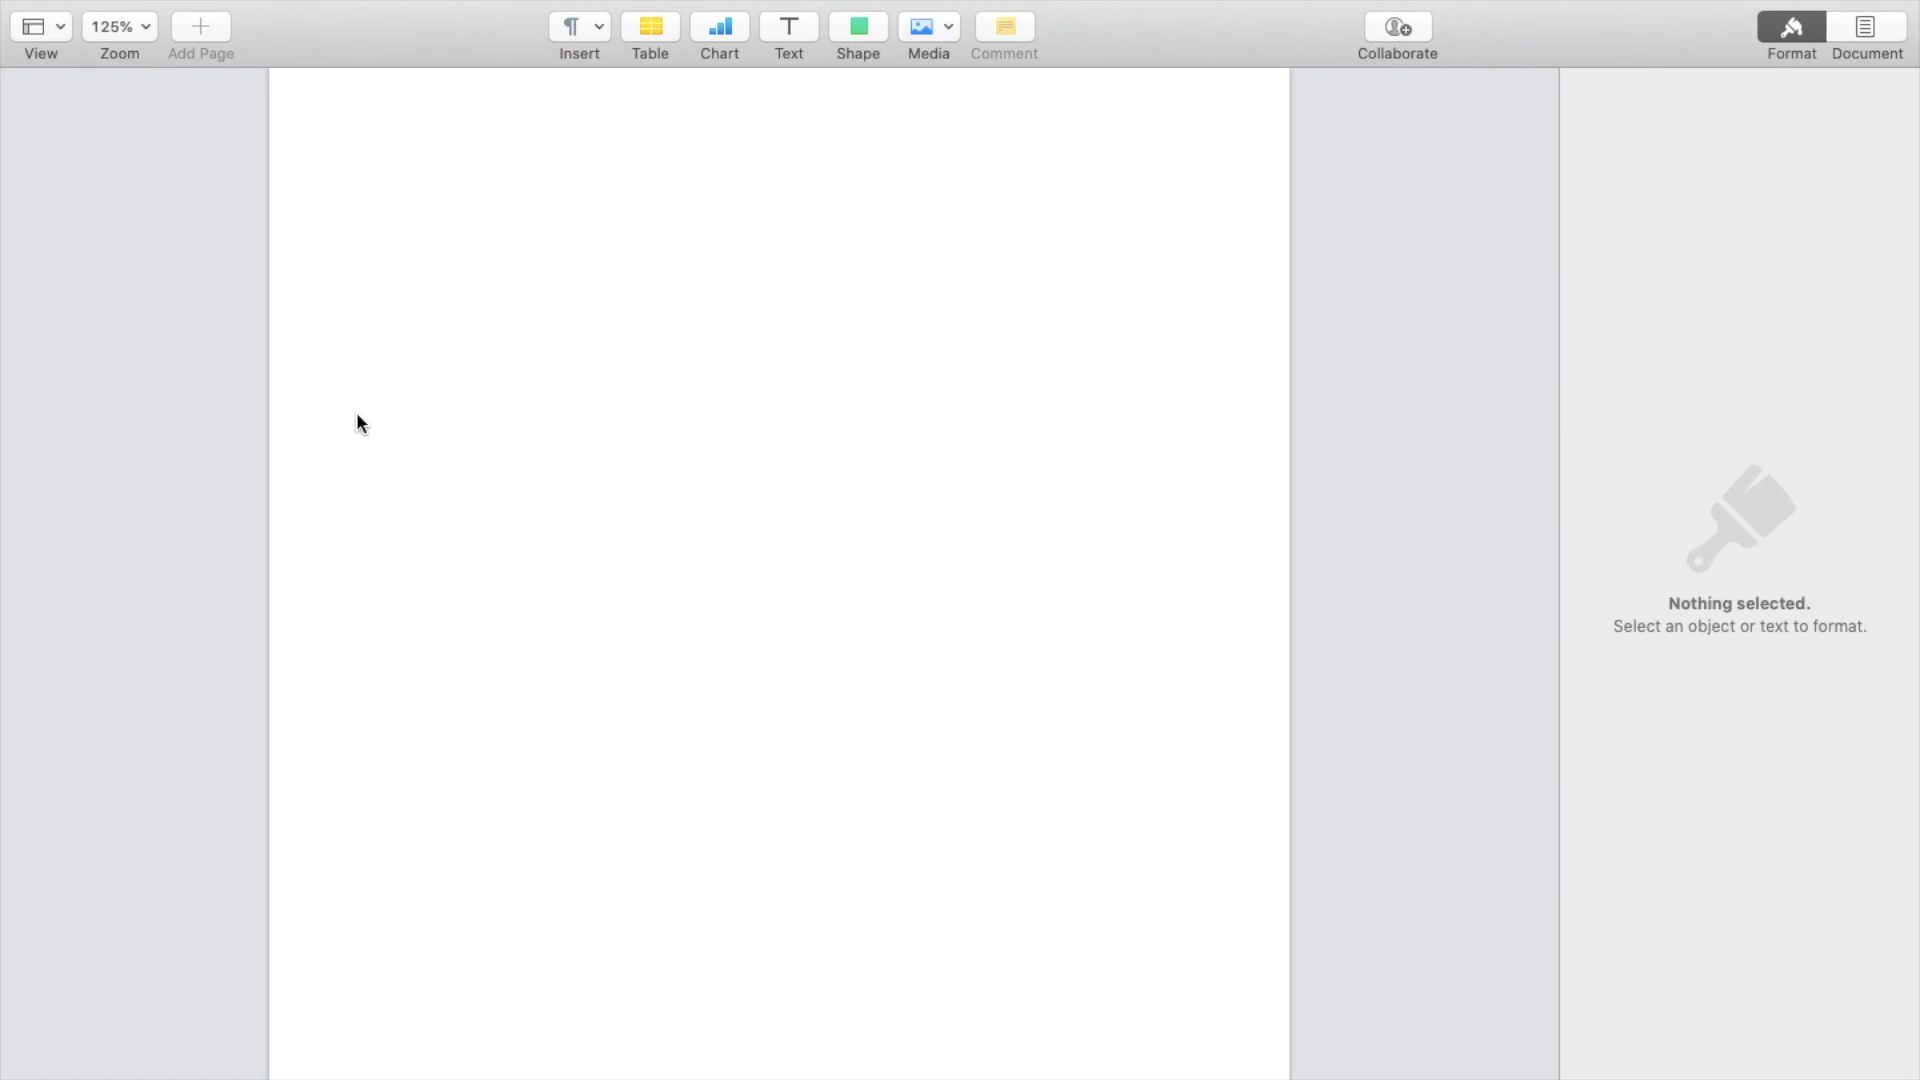 125%
View
Zoom
Add Page
Insert
Table
Chart
T
Text
Shape
Media
Comment
Collaborate
Format
Document
Nothing selected.
Select an object or text to format.